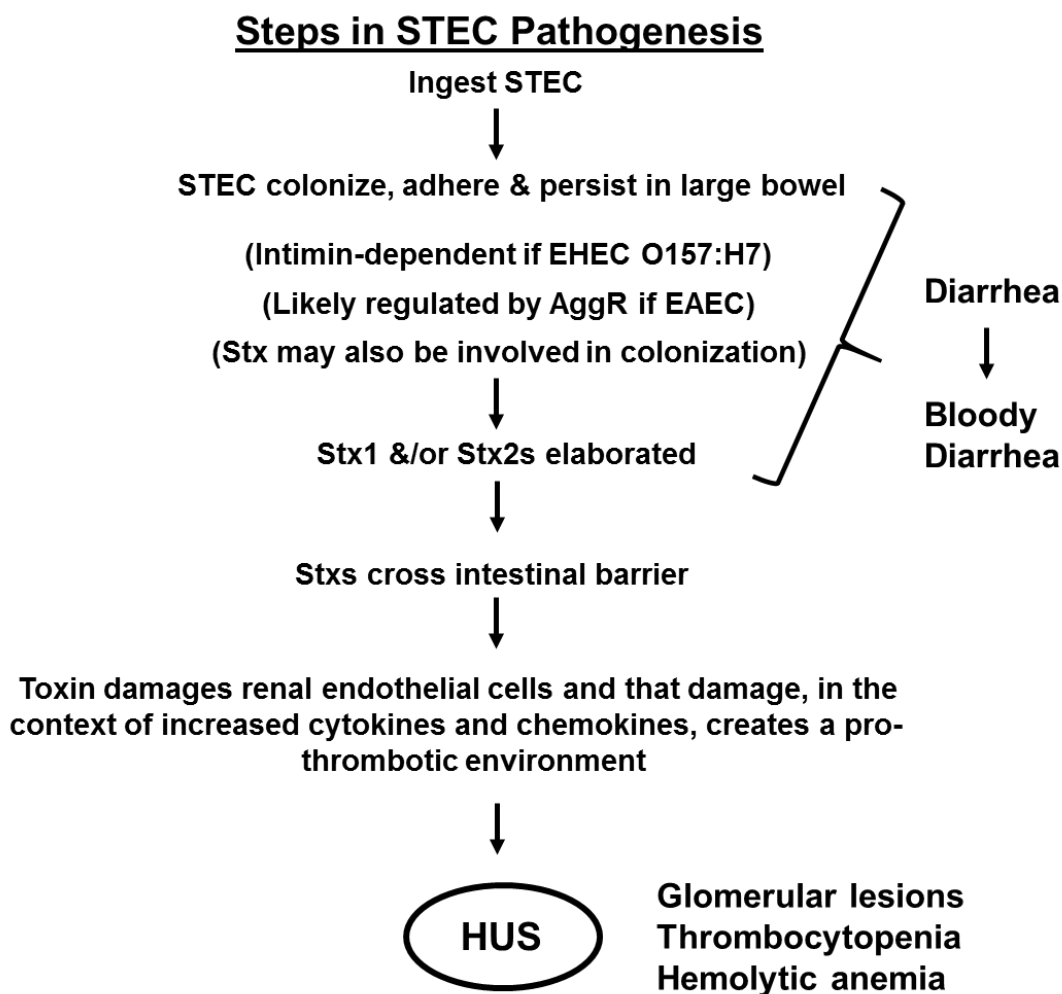 Steps in STEC Pathogenesis
Ingest STEC
STEC colonize, adhere & persist in large bowel
(Intimin-dependent if EHEC O157:H7)
(Likely regulated by AggR if EAEC)
(Stx may also be involved in colonization)
Stx1 &/or Stx2s elaborated
Diarrhea
Bloody
Diarrhea
Stxs cross intestinal barrier
Toxin damages renal endothelial cells and that damage, in the
context of increased cytokines and chemokines, creates a pro-
thrombotic environment
HUS
Glomerular lesions
Thrombocytopenia
Hemolytic anemia